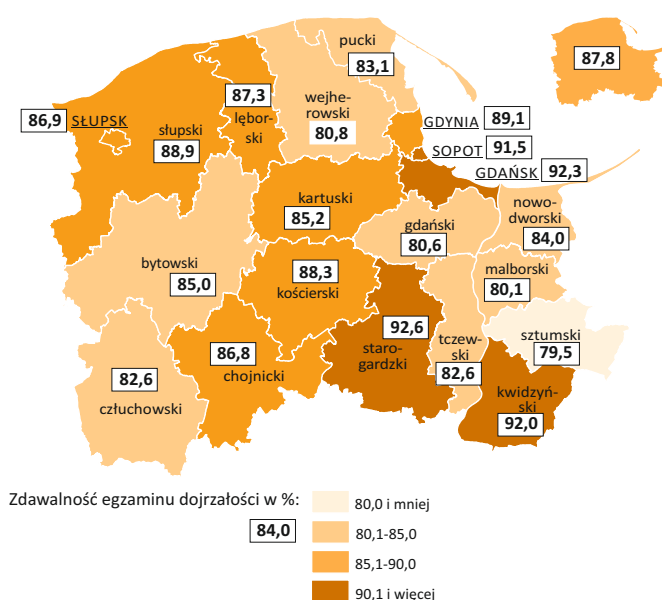 pucki
83,1
87,8
87,3
lębor-
ski
wejhe-
rowski
80,8
86,9 SŁUPSK
słupski
88,9
GDYNIA 89,1
SOPOT 91,5
GDAŃSK 92,3
kartuski
85,2
gdański
80,6
nowo-
dworski
84,0
bytowski
85,0
88,3
kościerski
malborski
80,1
sztumski
79,5
92,6
staro-
gardzki
tczew-
ski
82,6
86,8
chojnicki
82,6
człuchowski
kwidzyń-
ski
92,0
Zdawalność egzaminu dojrzałości w %:
84,0
80,0 i mniej
80,1-85,0
85,1-90,0
90,1 i więcej